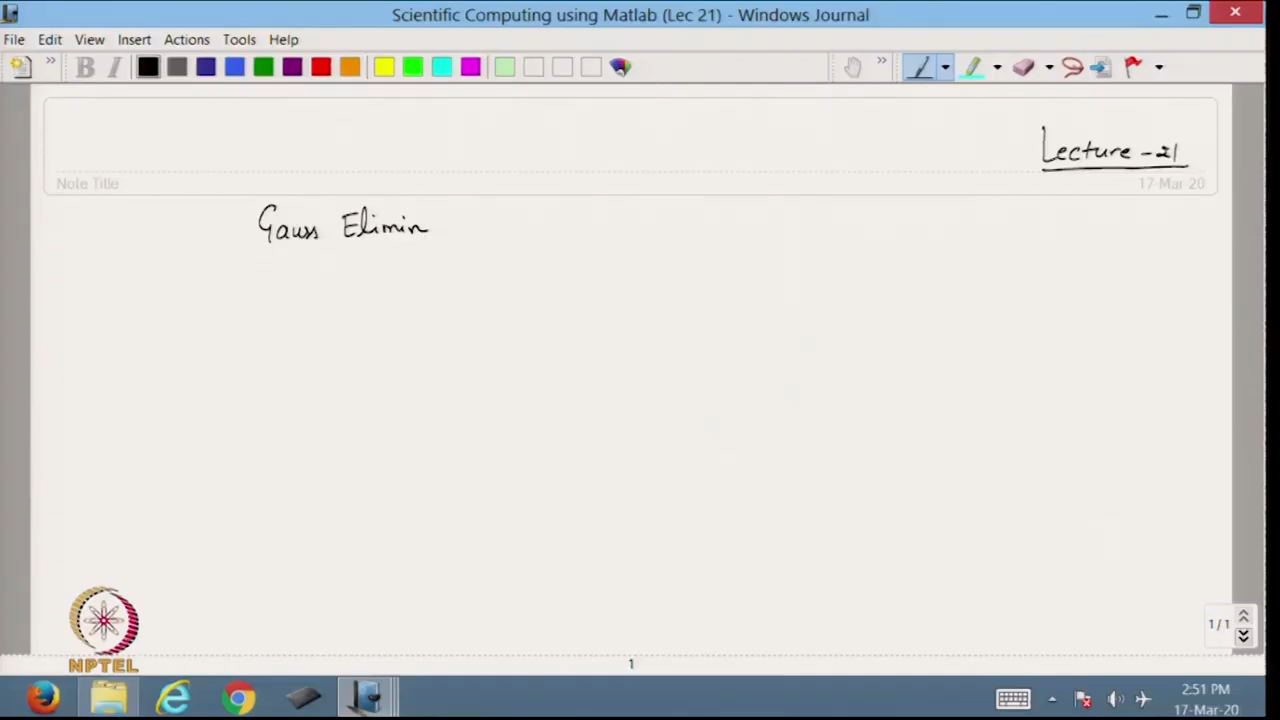 Scientific Computing using Matlab (Lec 21) - Windows Journal
File Edit View Insert Actions Tools Help
B I
Lecture - 21
Note Title
17-Mar-20
Gauss Elimin
1/1
NPTEL
1
2:51 PM
17-Mar-20